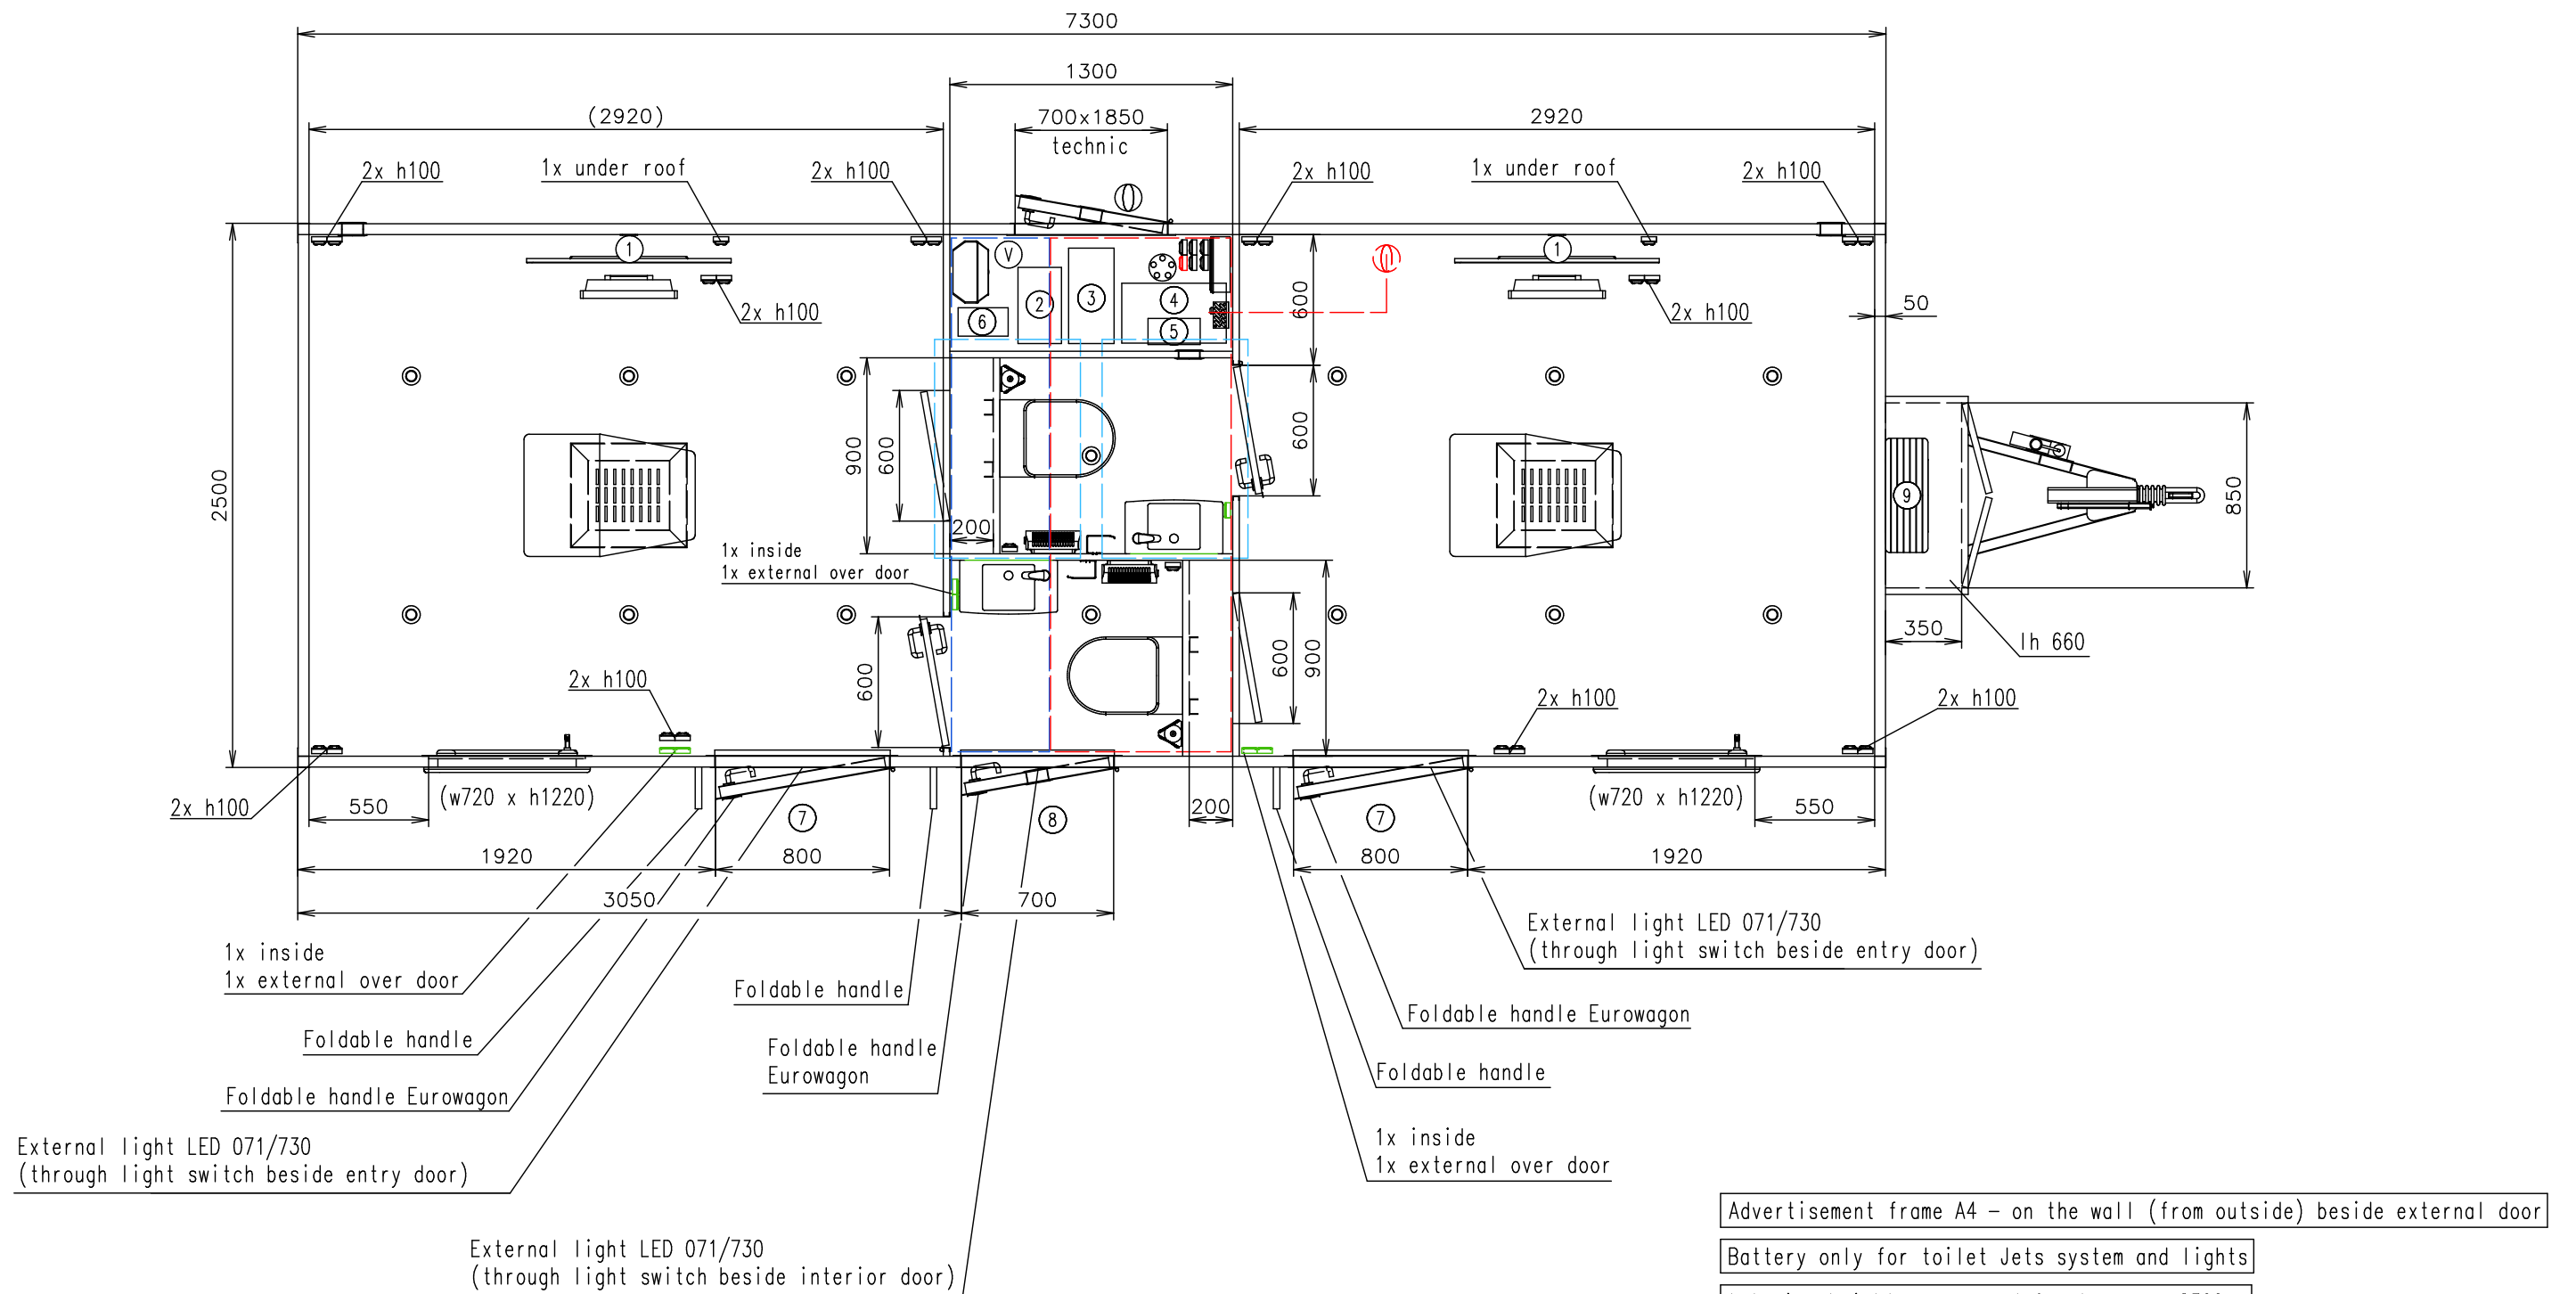 7300
1300
(2920)
700x1850
technic
2920
2x h100
1x under roof
2x h100
2x h100
1x under roof
2x h100
1
V
2
3
4
5
6
1
2x h100
2x h100
600
50
2500
900
600
600
200
9
850
1x inside
1x external over door
600
600
900
350
lh 660
2x h100
2x h100
2x h100
2x h100
550
(w720 x h1220)
7
8
200
7
(w720 x h1220)
550
1920
800
800
1920
3050
700
1x inside
1x external over door
Foldable handle
Foldable handle Eurowagon
External light LED 071/730
(through light switch beside entry door)
Foldable handle
Foldable handle
Eurowagon
External light LED 071/730
(through light switch beside interior door)
External light LED 071/730
(through light switch beside entry door)
Foldable handle Eurowagon
Foldable handle
1x inside
1x external over door
Advertisement frame A4 – on the wall (from outside) beside external door
Battery only for toilet Jets system and lights